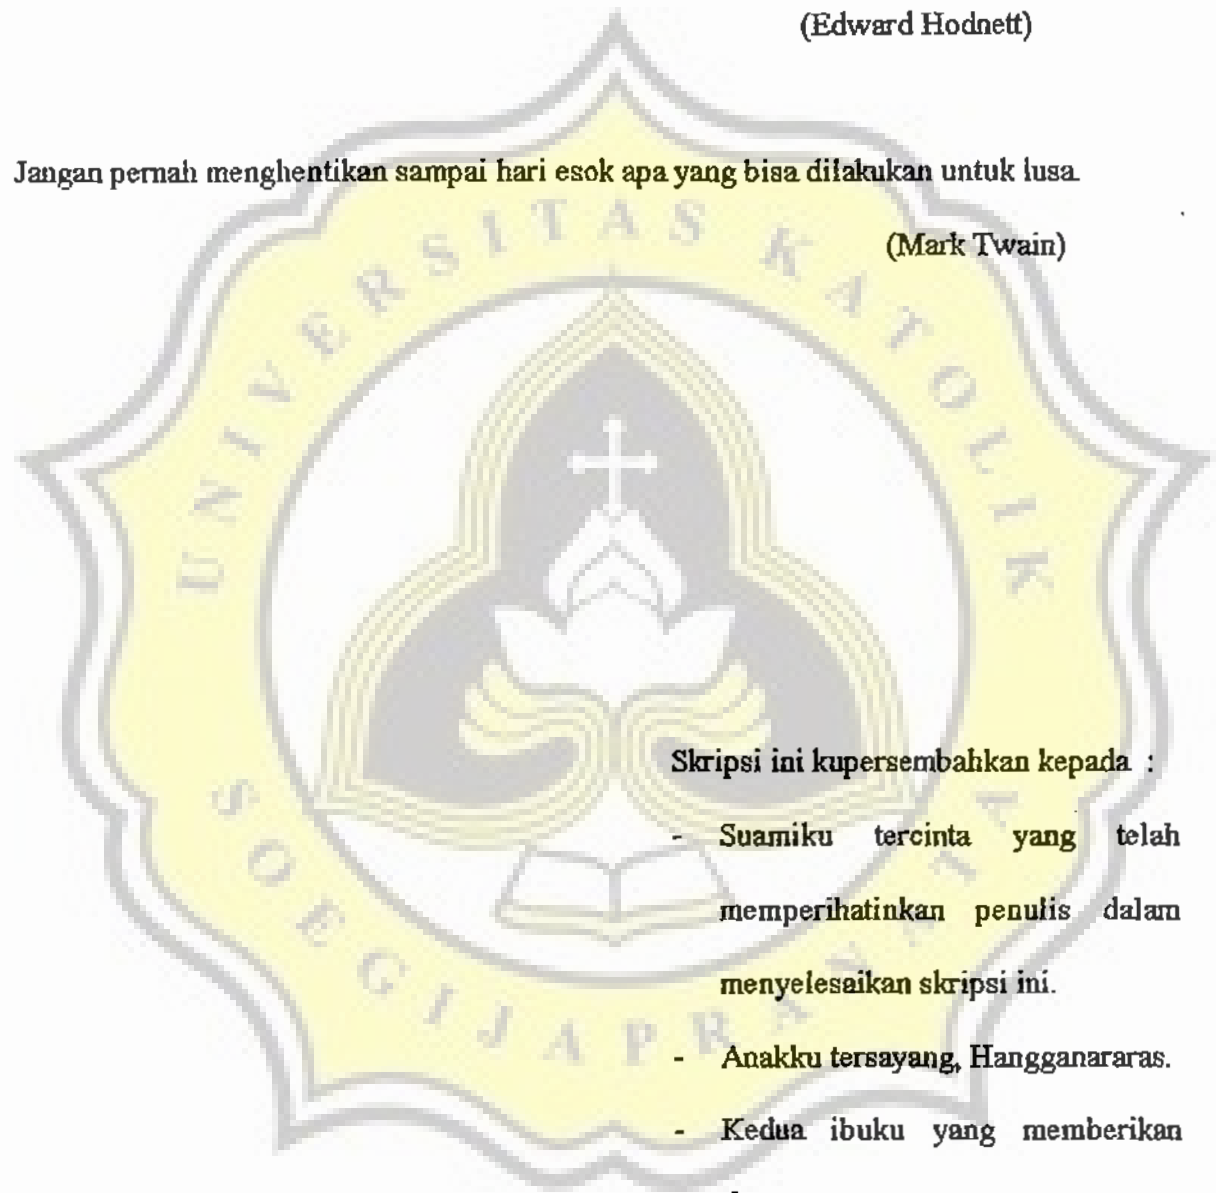 (Edward Hodnett)
Jangan pernah menghentikan sampai hari esok apa yang bisa dilakukan untuk lusa.
(Mark Twain)
UNIVERSITAS KATOLIK
SOEGIJAPRANATA
Skripsi ini kupersembahkan kepada :
- Suamiku tercinta yang telah
memperihatinkan penulis dalam
menyelesaikan skripsi ini.
- Anakku tersayang, Hangganararas.
- Kedua ibuku yang memberikan